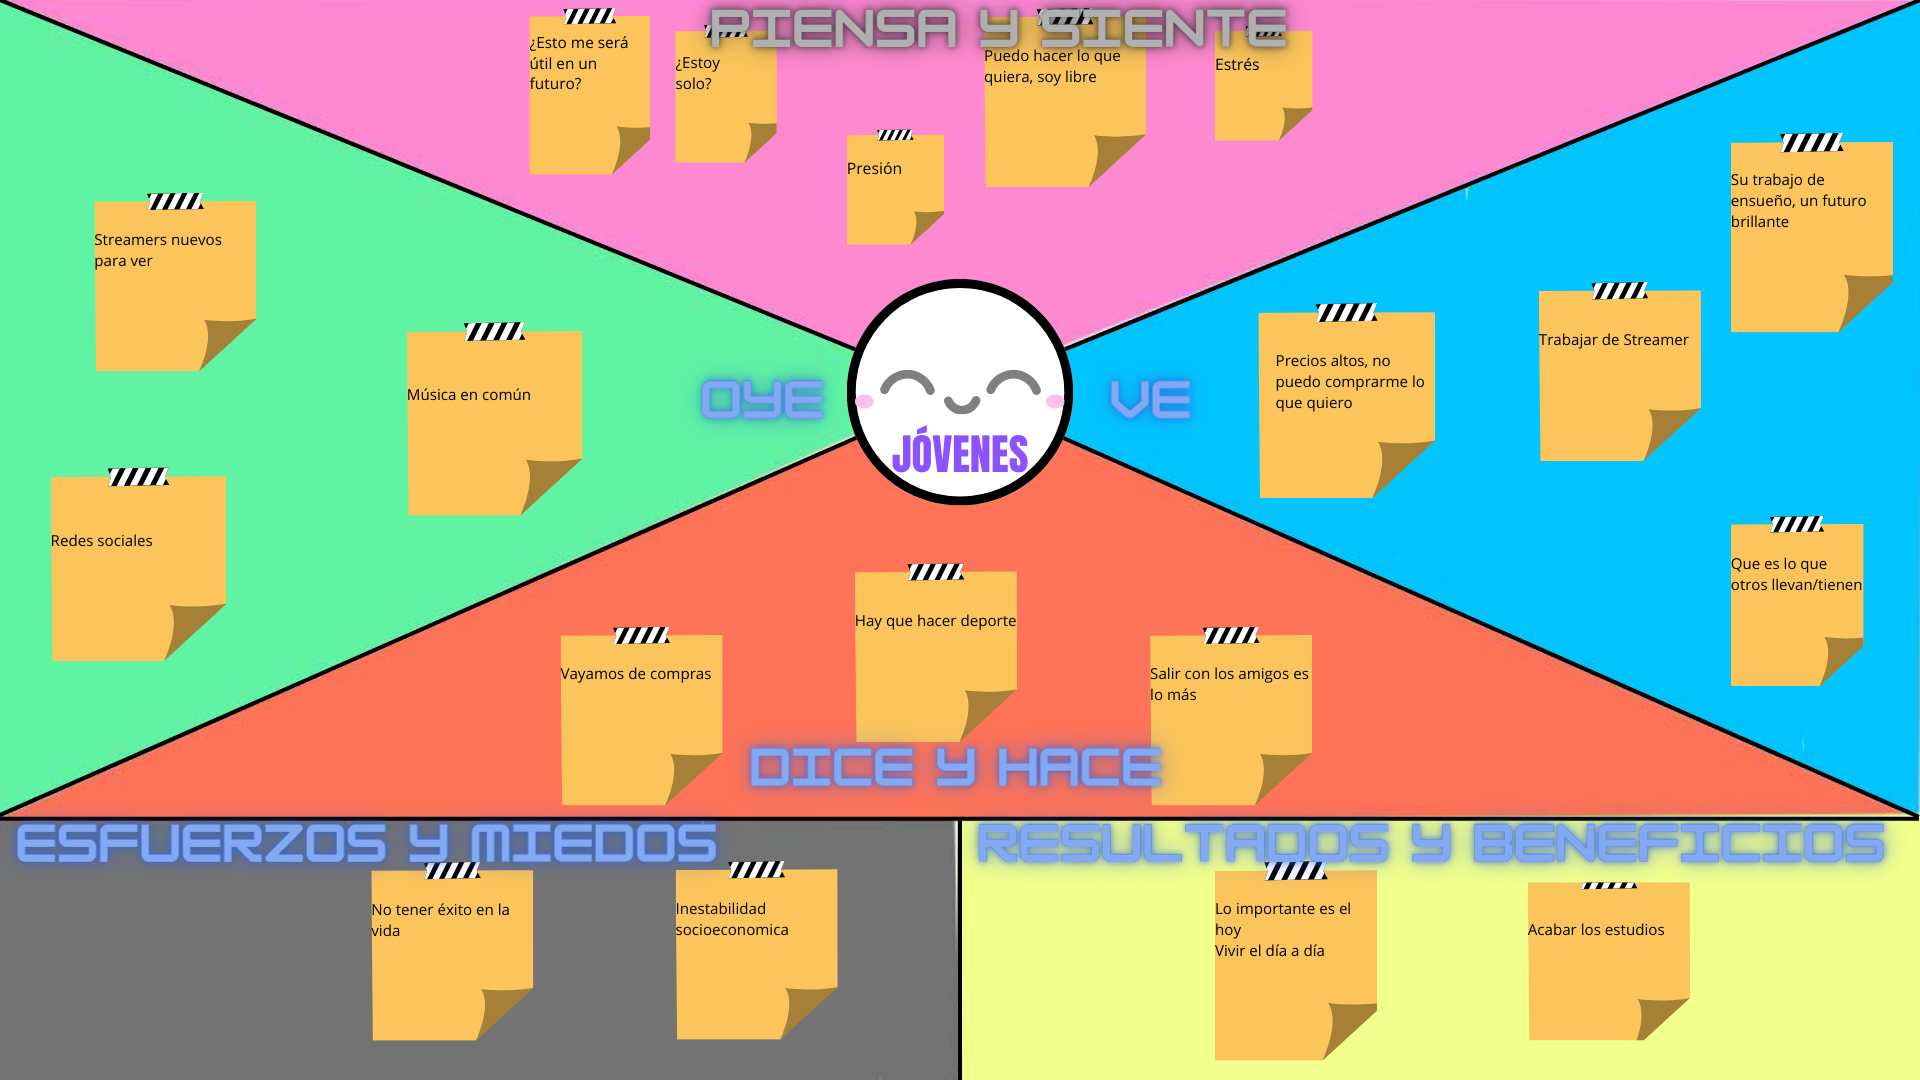 PIENSA Y SIENTE
¿Esto me será
útil en un
futuro?
¿Estoy
solo?
Presión
Puedo hacer lo que
quiera, soy libre
Estrés
OYE
Streamers nuevos
para ver
Música en común
Redes sociales
JÓVENES
VE
Precios altos, no
puedo comprarme lo
que quiero
Trabajar de Streamer
Su trabajo de
ensueño, un futuro
brillante
Que es lo que
otros llevan/tienen
Vayamos de compras
Hay que hacer deporte
Salir con los amigos es
lo más
DICE Y HACE
ESFUERZOS Y MIEDOS
No tener éxito en la
vida
Inestabilidad
socioeconomica
RESULTADOS Y BENEFICIOS
Lo importante es el
hoy
Vivir el día a día
Acabar los estudios